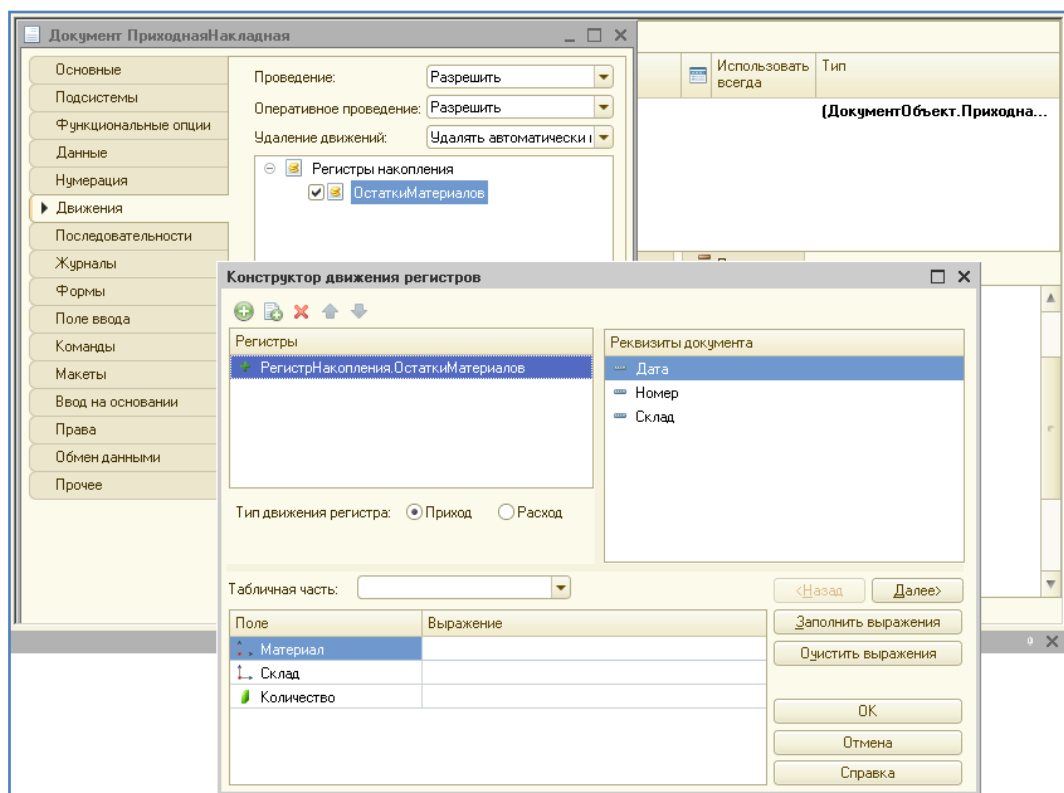 Документ ПриходнаяНакладная
Основные
Подсистемы
Функциональные опции
Данные
Нумерация
Движения
Последовательности
Журналы
Формы
Поле ввода
Команды
Макеты
Ввод на основании
Права
Обмен данными
Прочее
Проведение: Разрешить
Оперативное проведение: Разрешить
Удаление движений: Удалять автоматически
Регистры накопления
ОстаткиМатериалов
Использовать всегда
Тип
(ДокументОбъект.Приходна...
Конструктор движения регистров
Регистры
РегистрНакопления.ОстаткиМатериалов
Реквизиты документа
Дата
Номер
Склад
Тип движения регистра: Приход Расход
Табличная часть:
<Назад Далее>
Поле Выражение
Материал
Склад
Количество
Заполнить выражения
Очистить выражения
OK
Отмена
Справка